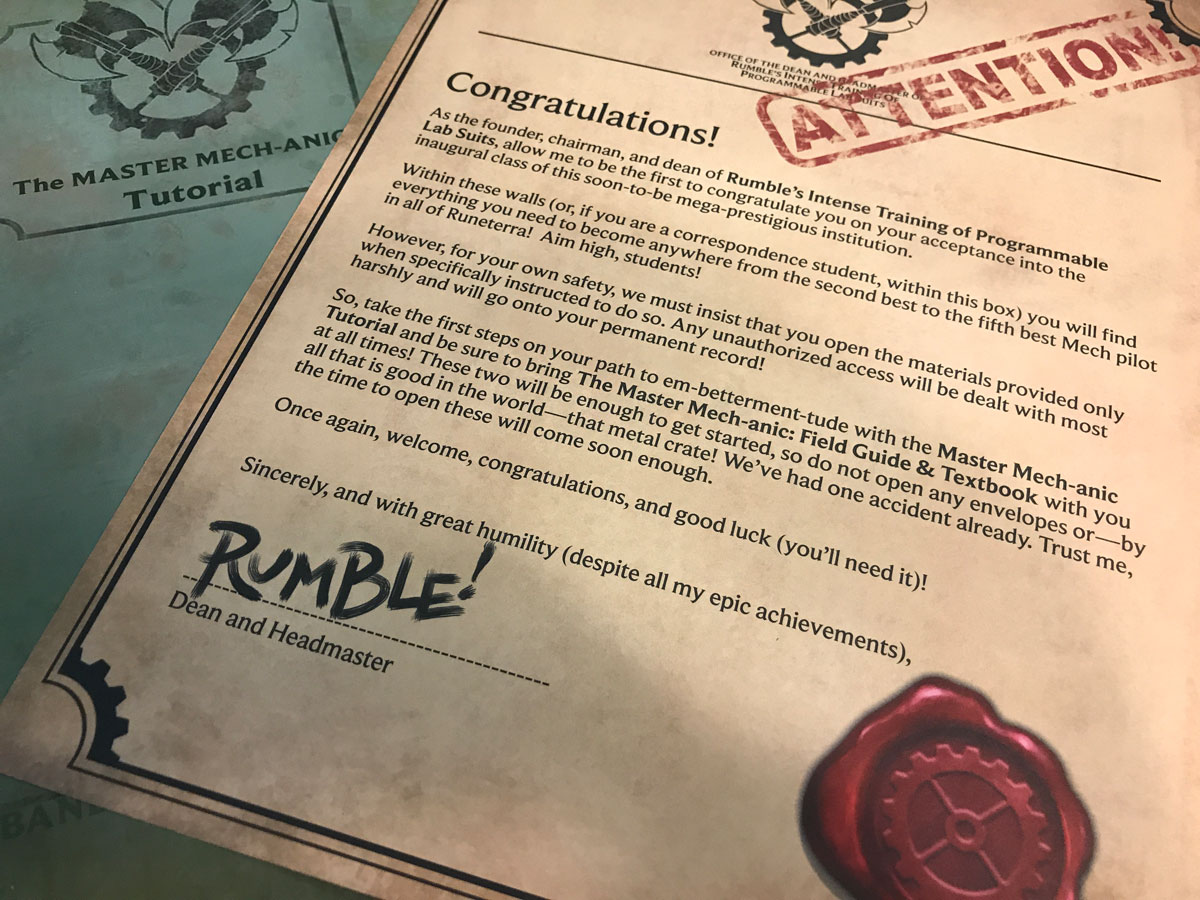 The MASTER MECH-ANIC
Tutorial
OFFICE OF THE DEAN AND
RUMBLE'S INTENSE TRAINING OF
PROGRAMMABLE LAB SUITS
ATTENTION!
Congratulations!
As the founder, chairman, and dean of Rumble's Intense Training of Programmable
Lab Suits, allow me to be the first to congratulate you on your acceptance into the
inaugural class of this soon-to-be mega-prestigious institution.
Within these walls (or, if you are a correspondence student, within this box) you will find
everything you need to become anywhere from the second best to the fifth best Mech pilot
in all of Runeterra! Aim high, students!
However, for your own safety, we must insist that you open the materials provided only
when specifically instructed to do so. Any unauthorized access will be dealt with most
harshly and will go onto your permanent record!
So, take the first steps on your path to em-betterment-tude with the Master Mech-anic
Tutorial and be sure to bring The Master Mech-anic: Field Guide & Textbook with you
at all times! These two will be enough to get started, so do not open any envelopes or—by
all that is good in the world—that metal crate! We've had one accident already. Trust me,
the time to open these will come soon enough.
Once again, welcome, congratulations, and good luck (you'll need it)!
Sincerely, and with great humility (despite all my epic achievements),
RUMBLE!
Dean and Headmaster